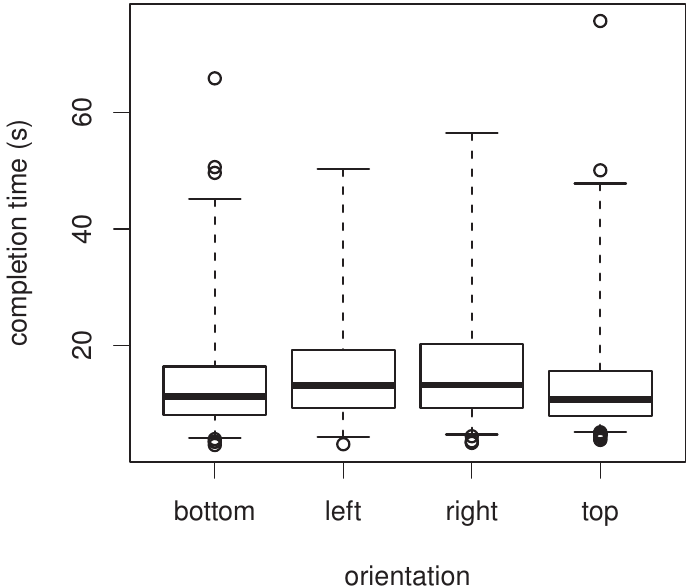 completion time (s)
60
40
20
bottom left right top
orientation